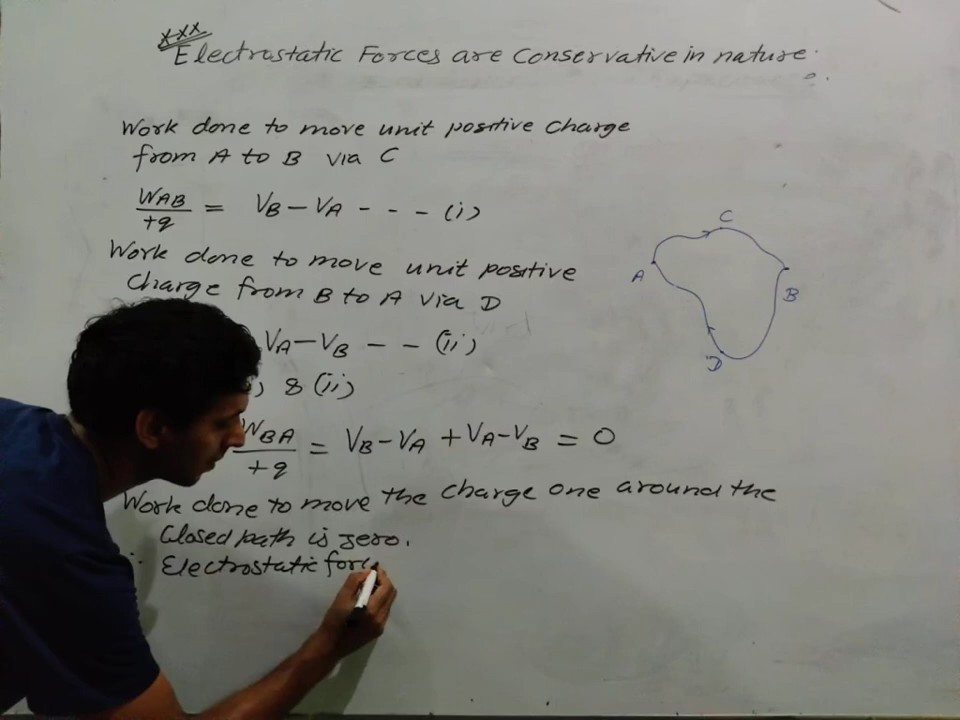 xxx
Electrostatic Forces are Conservative in nature.
Work done to move unit positive charge
from A to B via C
WAB/+q = VB-VA - - - - (i)
Work done to move unit positive
Charge from B to A via D
VA-VB - - - (ii)
) & (ii)
WBA/+q = VB-VA +VA-VB = 0
Work done to move the charge one around the
Closed path is zero.
∴ Electrostatic forc
C
A
B
D